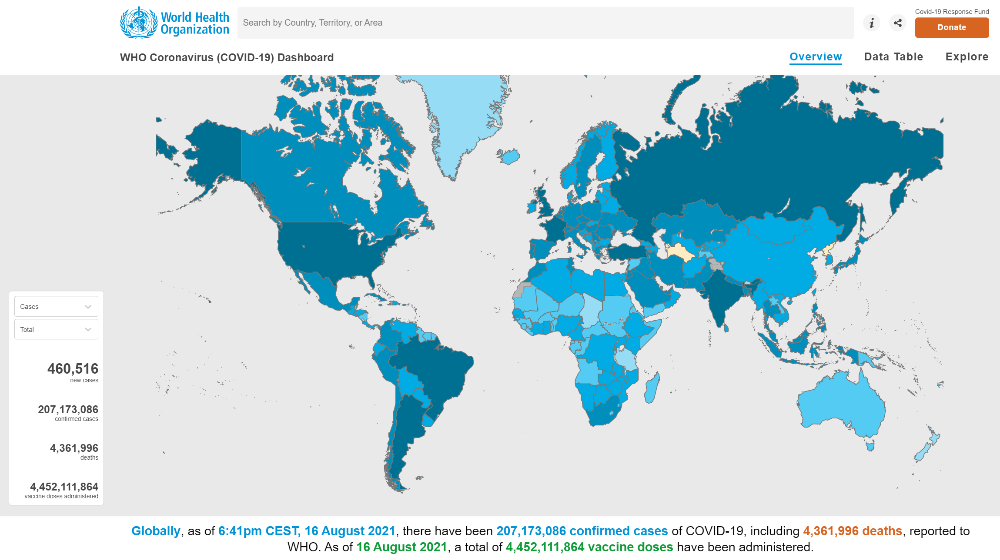 World Health
Organization
Search by Country, Territory, or Area
i
Covid-19 Response Fund
Donate
WHO Coronavirus (COVID-19) Dashboard
Overview
Data Table
Explore
Cases
Total
460,516
new cases
207,173,086
confirmed cases
4,361,996
deaths
4,452,111,864
vaccine doses administered
Globally, as of 6:41pm CEST, 16 August 2021, there have been 207,173,086 confirmed cases of COVID-19, including 4,361,996 deaths, reported to
WHO. As of 16 August 2021, a total of 4,452,111,864 vaccine doses have been administered.